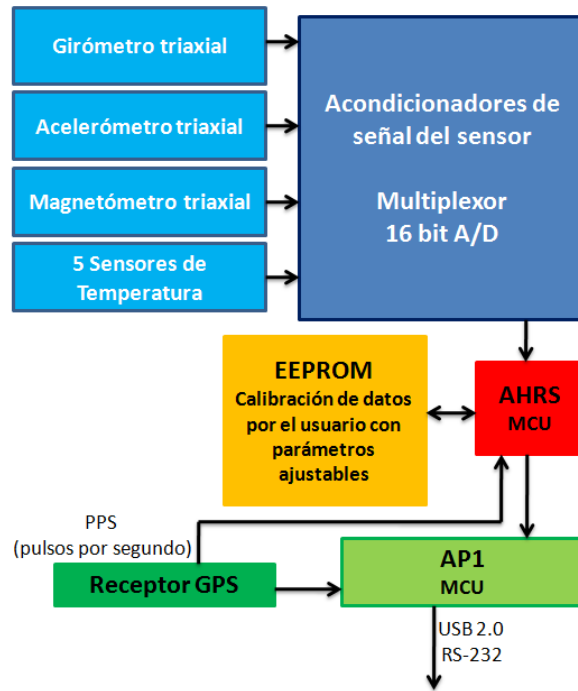 Girómetro triaxial
Acelerómetro triaxial
Magnetómetro triaxial
5 Sensores de
Temperatura
Acondicionadores de
señal del sensor
Multiplexor
16 bit A/D
EEPROM
Calibración de datos
por el usuario con
parámetros
ajustables
AHRS
MCU
PPS
(pulsos por segundo)
Receptor GPS
AP1
MCU
USB 2.0
RS-232